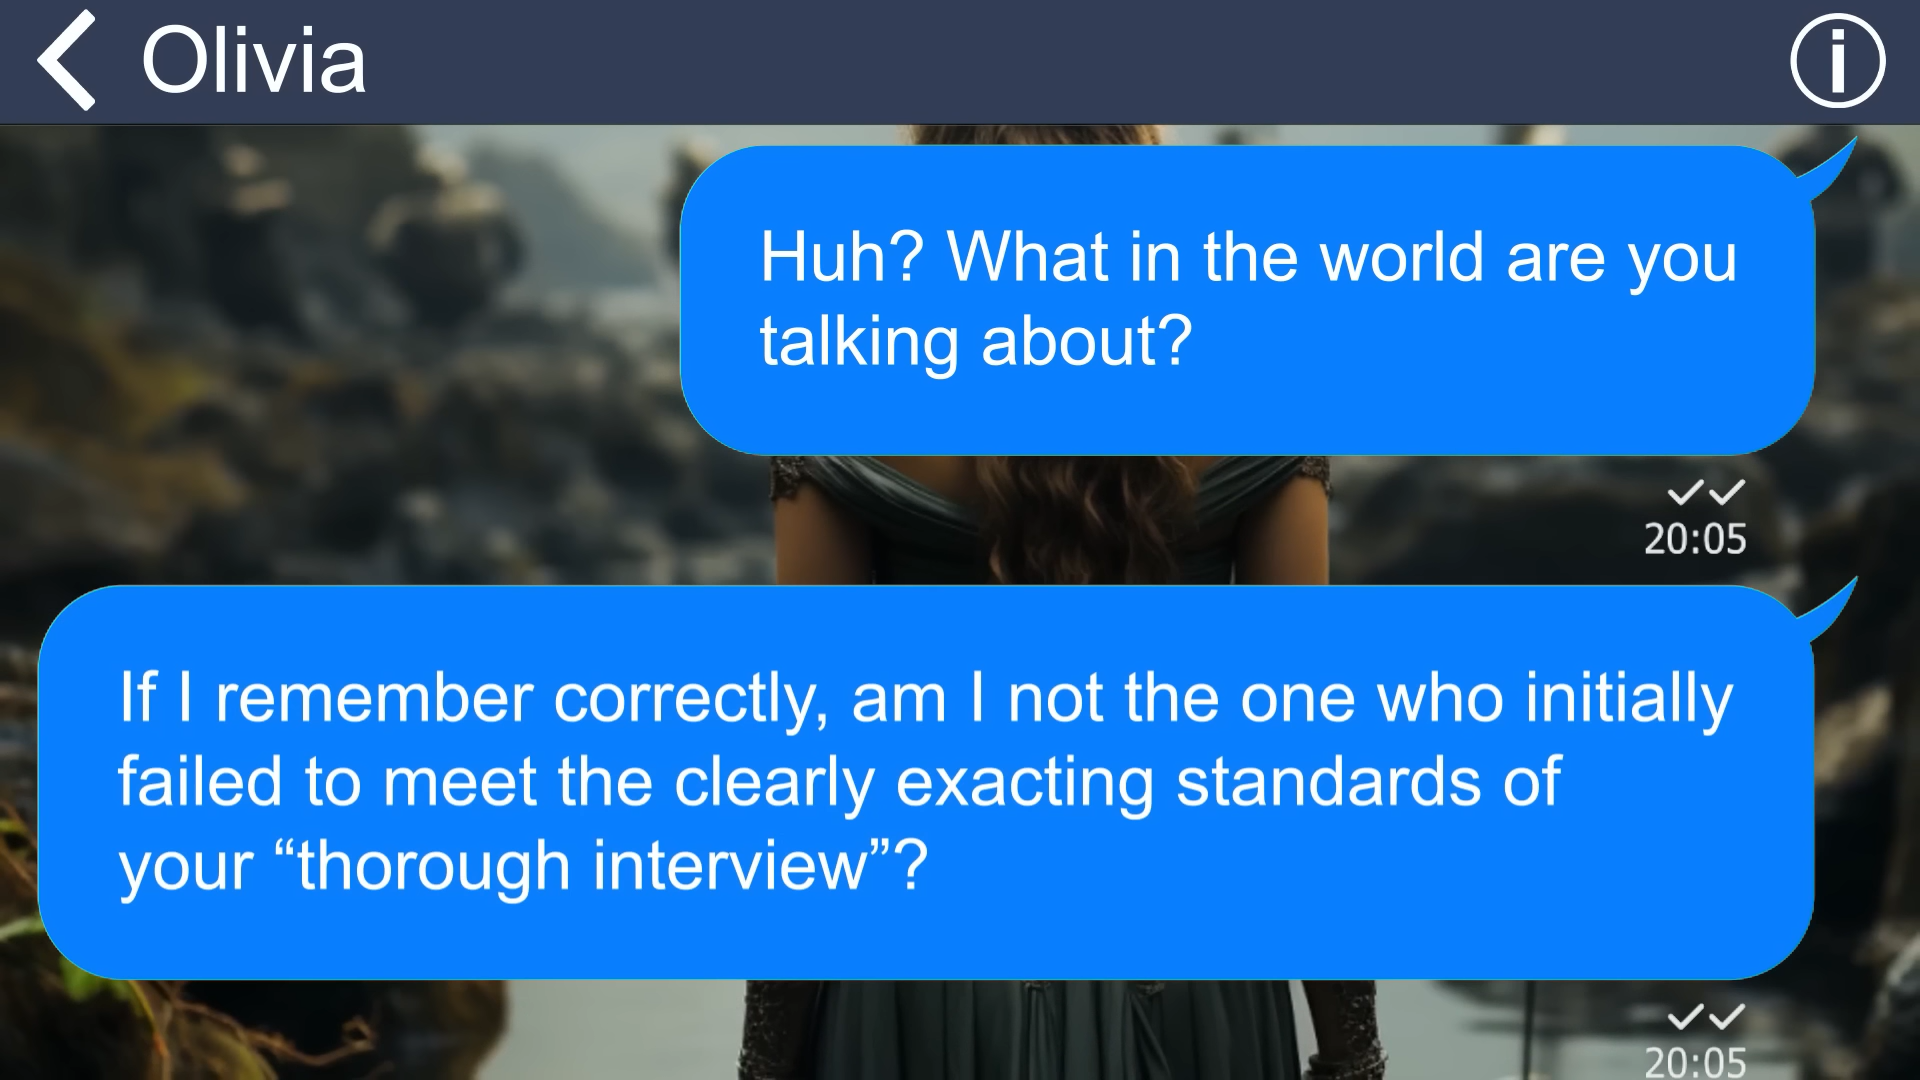 Olivia
Huh? What in the world are you
talking about?
20:05
If I remember correctly, am I not the one who initially
failed to meet the clearly exacting standards of
your “thorough interview”?
20:05